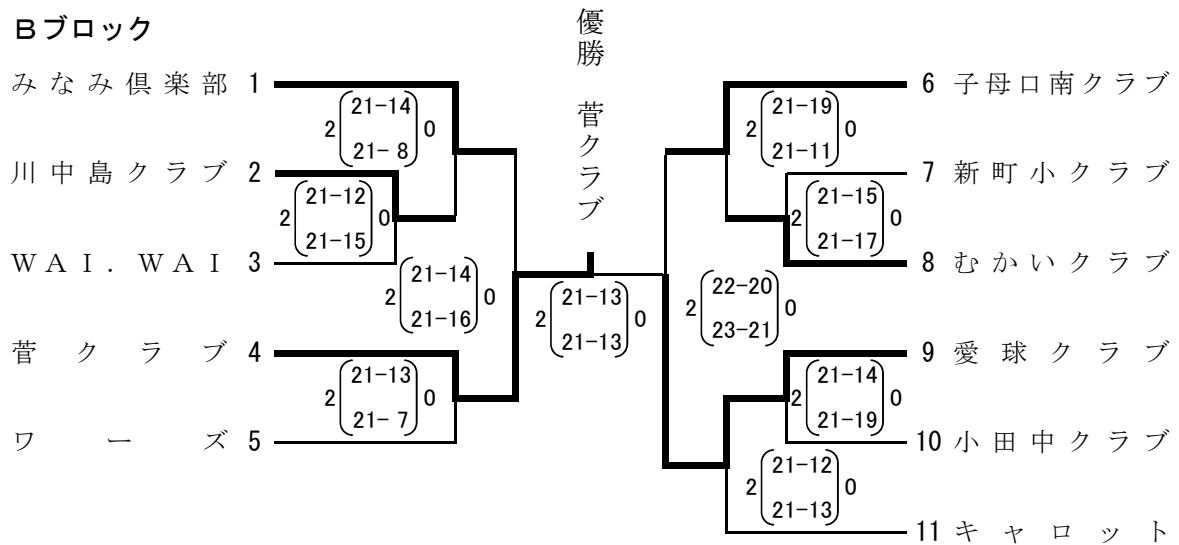 Bブロック
優勝 菅クラブ
みなみ倶楽部 1
2 21-14 0
21- 8
川中島クラブ 2
2 21-12 0
21-15
WAI. WAI 3
2 21-14 0
21-16
菅クラブ 4
2 21-13 0
21- 7
ワーズ 5
2 21-13 0
21-13
6 子母口南クラブ
2 21-19 0
21-11
7 新町小クラブ
2 21-15 0
21-17
8 むかいクラブ
2 22-20 0
23-21
9 愛球クラブ
2 21-14 0
21-19
10 小田中クラブ
2 21-12 0
21-13
11 キャロット